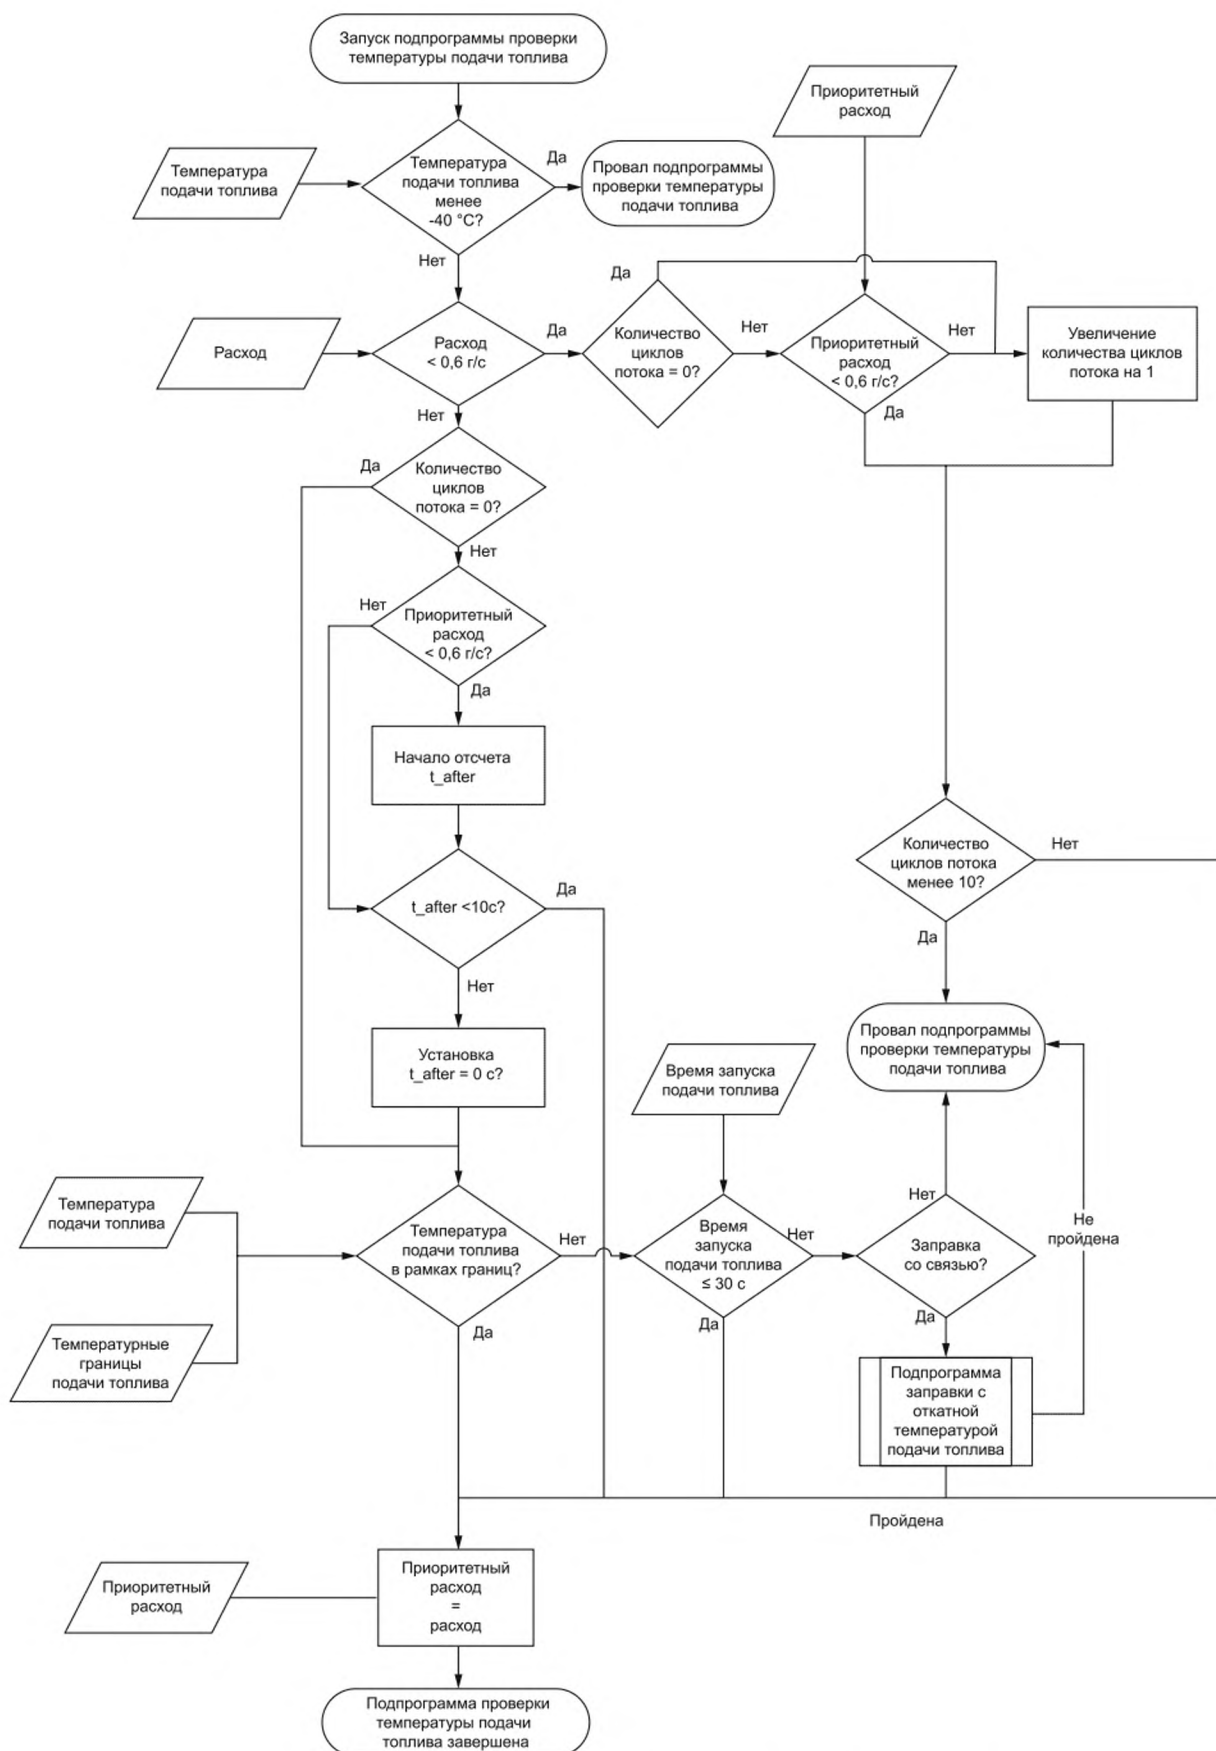 Запуск подпрограммы проверки
температуры подачи топлива
Приоритетный
расход
Температура
подачи топлива
Температура
подачи топлива
менее
-40 °C?
Да
Провал подпрограммы
проверки температуры
подачи топлива
Нет
Да
Расход
Расход
< 0,6 г/с
Да
Количество
циклов
потока = 0?
Нет
Приоритетный
расход
< 0,6 г/с?
Нет
Увеличение
количества циклов
потока на 1
Нет
Да
Да
Количество
циклов
потока = 0?
Нет
Нет
Приоритетный
расход
< 0,6 г/с?
Да
Начало отсчета
t_after
Количество
циклов потока
менее 10?
Нет
t_after <10с?
Да
Да
Нет
Установка
t_after = 0 с?
Время запуска
подачи топлива
Провал подпрограммы
проверки температуры
подачи топлива
Температура
подачи топлива
Температура
подачи топлива
в рамках границ?
Нет
Время
запуска
подачи топлива
≤ 30 с
Нет
Нет
Заправка
со связью?
Не
пройдена
Да
Да
Да
Температурные
границы
подачи топлива
Подпрограмма
заправки с
откатной
температурой
подачи топлива
Пройдена
Приоритетный
расход
Приоритетный
расход
=
расход
Подпрограмма проверки
температуры подачи
топлива завершена